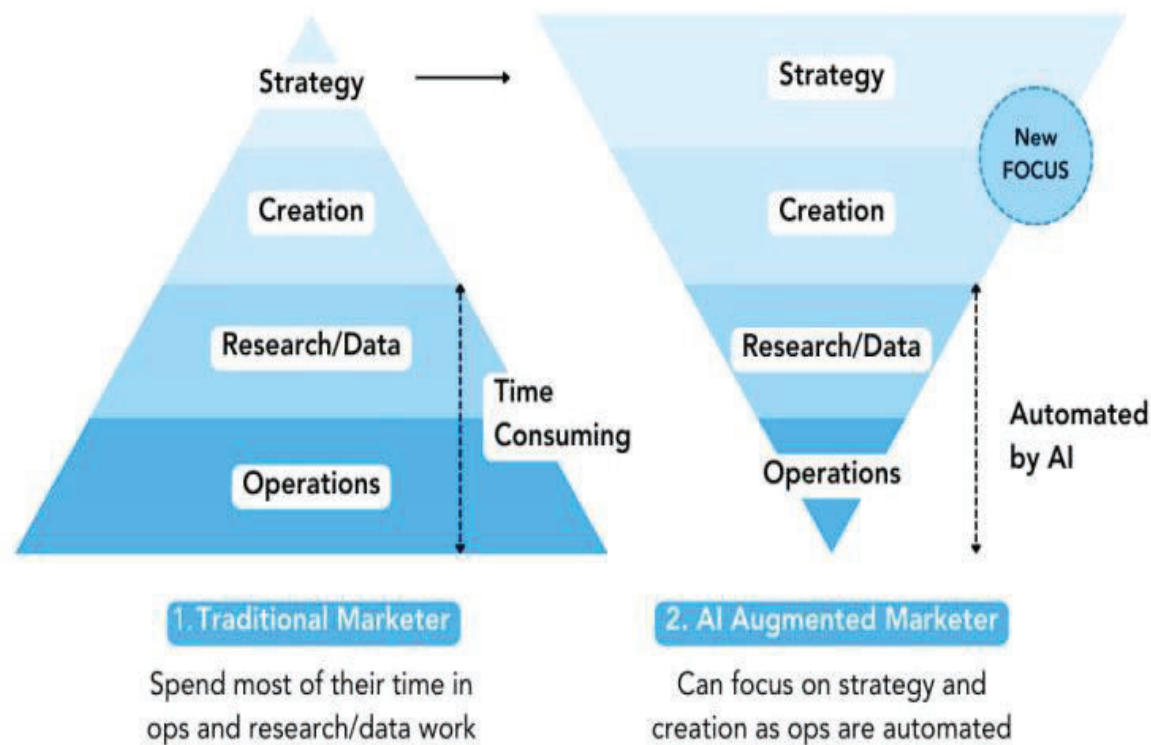 Strategy
Creation
Research/Data
Operations
Time
Consuming
1. Traditional Marketer
Spend most of their time in
ops and research/data work
Strategy
New
FOCUS
Creation
Research/Data
Operations
Automated
by AI
2. AI Augmented Marketer
Can focus on strategy and
creation as ops are automated